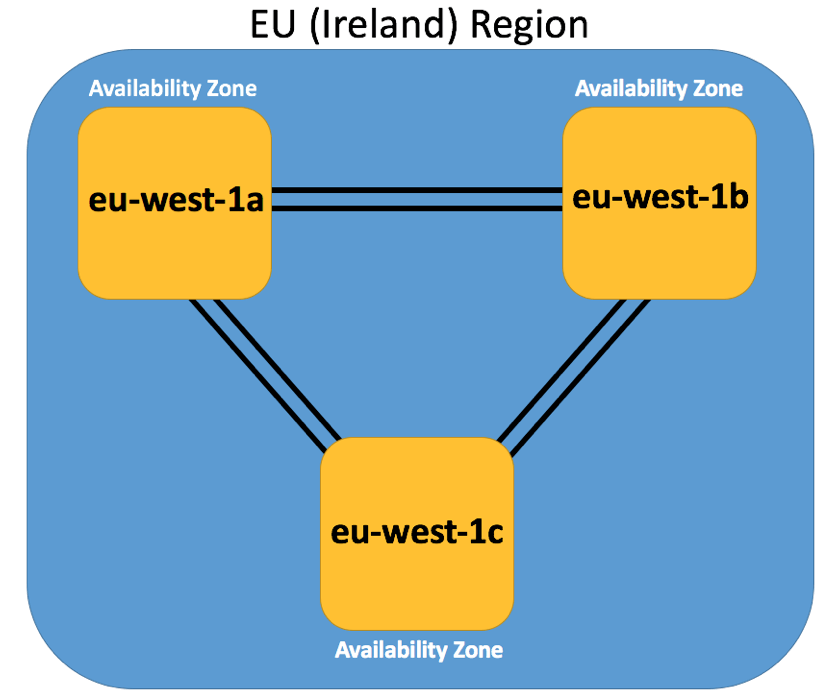 EU (Ireland) Region
Availability Zone
Availability Zone
eu-west-1a
eu-west-1b
eu-west-1c
Availability Zone